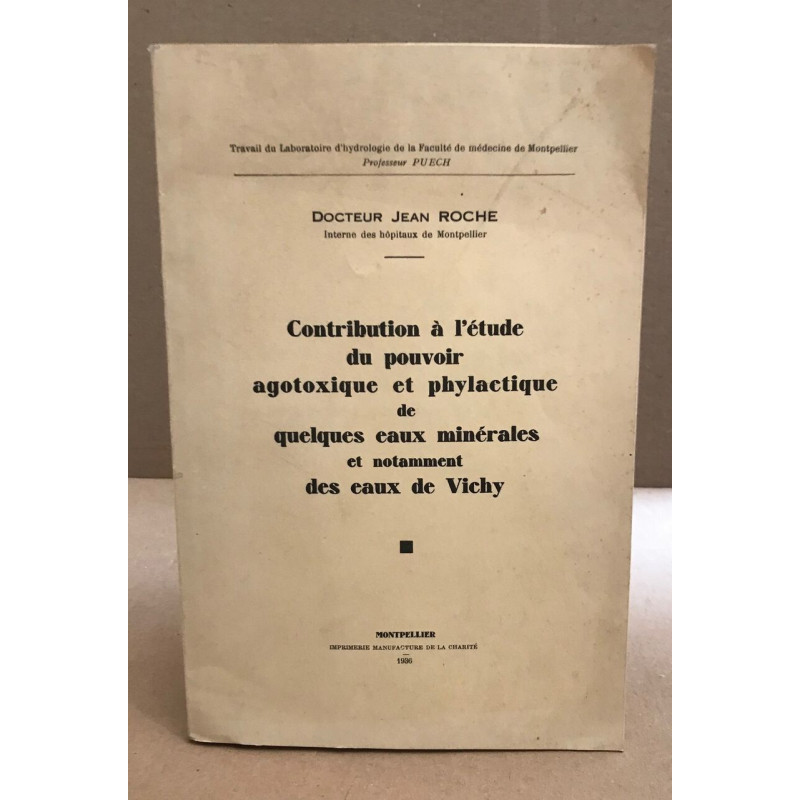 Travail du Laboratoire d'hydrologie de la Faculté de médecine de Montpellier
Professeur PUECH
DOCTEUR JEAN ROCHE
Interne des hôpitaux de Montpellier
Contribution à l'étude
du pouvoir
agotoxique et phylactique
de
quelques eaux minérales
et notamment
des eaux de Vichy
MONTPELLIER
IMPRIMERIE MANUFACTURE DE LA CHARITÉ
1936